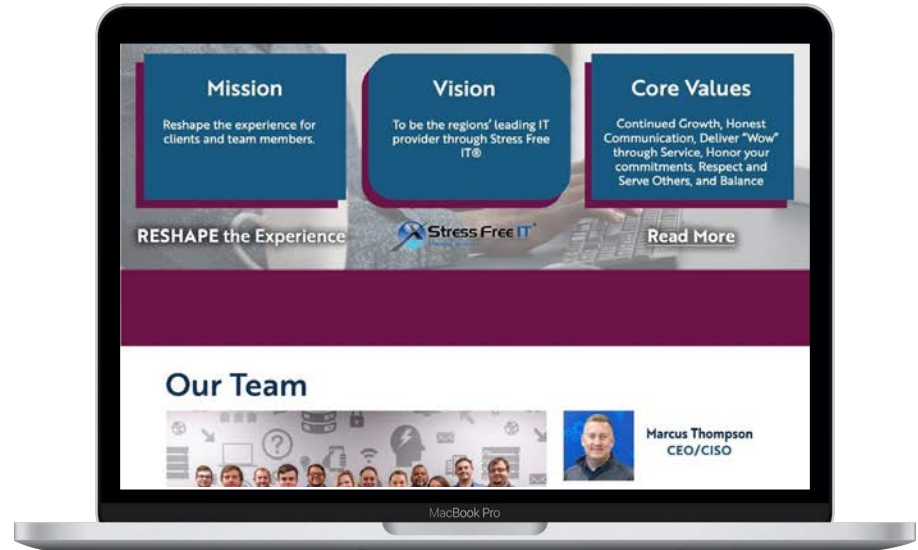 Mission
Reshape the experience for
clients and team members.
Vision
To be the regions' leading IT
provider through Stress Free
IT®
Core Values
Continued Growth, Honest
Communication, Deliver "Wow"
through Service, Honor your
commitments, Respect and
Serve Others, and Balance
RESHAPE the Experience
Stress Free IT
Read More
Our Team
Marcus Thompson
CEO/CISO
MacBook Pro